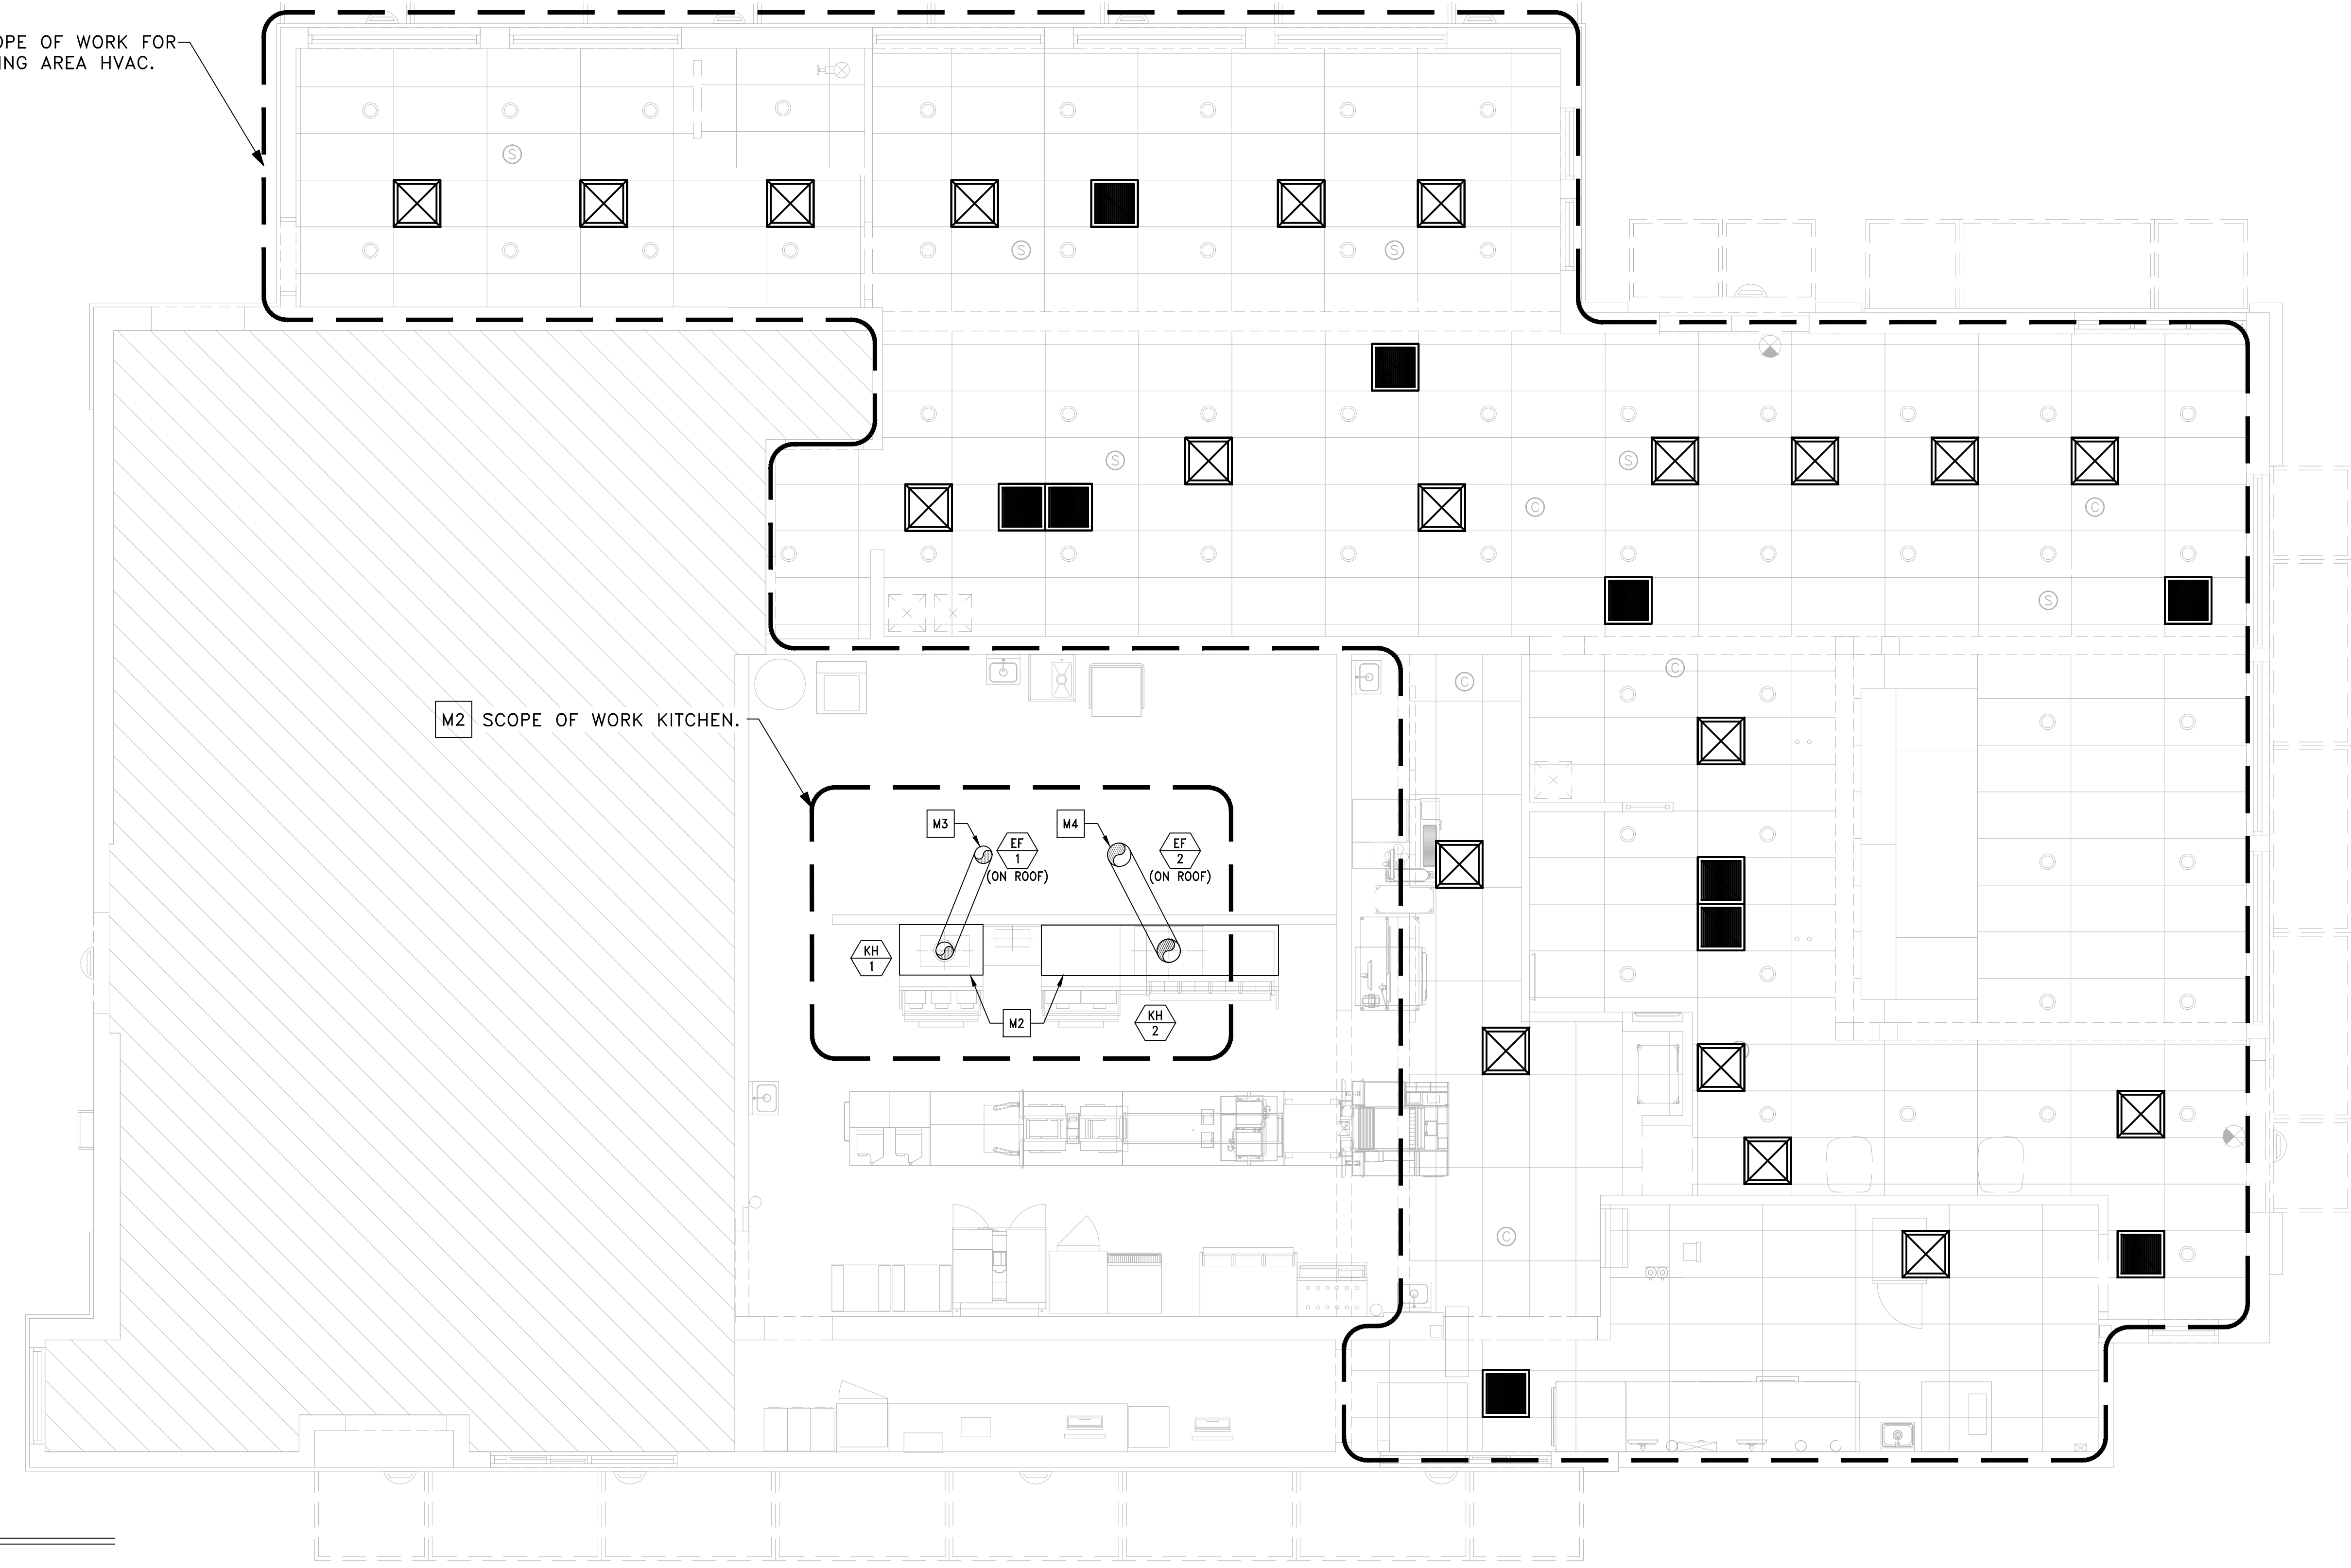 OPE OF WORK FOR
ING AREA HVAC.
S
S
S
S
S
C
C
S
C
C
M2 SCOPE OF WORK KITCHEN.
M3
M4
EF
1
(ON ROOF)
EF
2
(ON ROOF)
KH
1
M2
KH
2
C